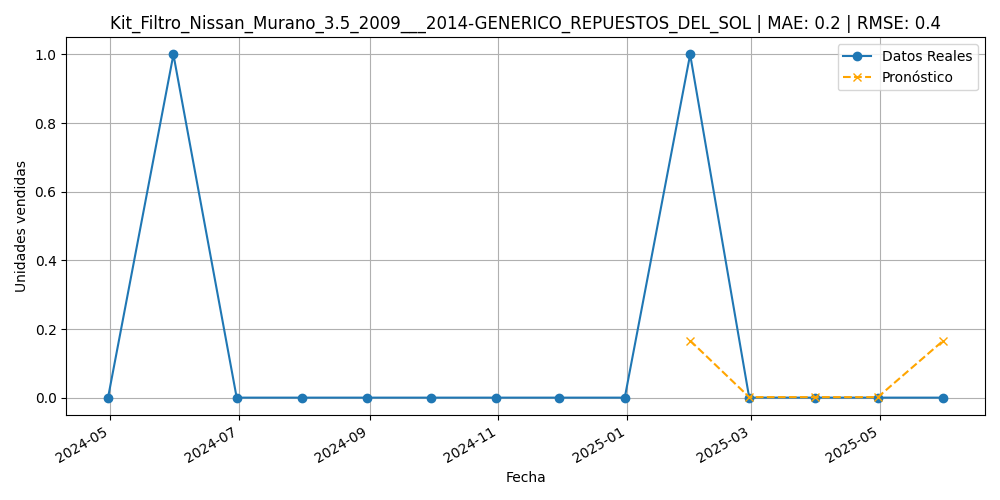 Kit_Filtro_Nissan_Murano_3.5_2009___2014-GENERICO_REPUESTOS_DEL_SOL | MAE: 0.2 | RMSE: 0.4
Datos Reales
Pronóstico
Unidades vendidas
1.0
0.8
0.6
0.4
0.2
0.0
2024-05
2024-07
2024-09
2024-11
2025-01
2025-03
2025-05
Fecha